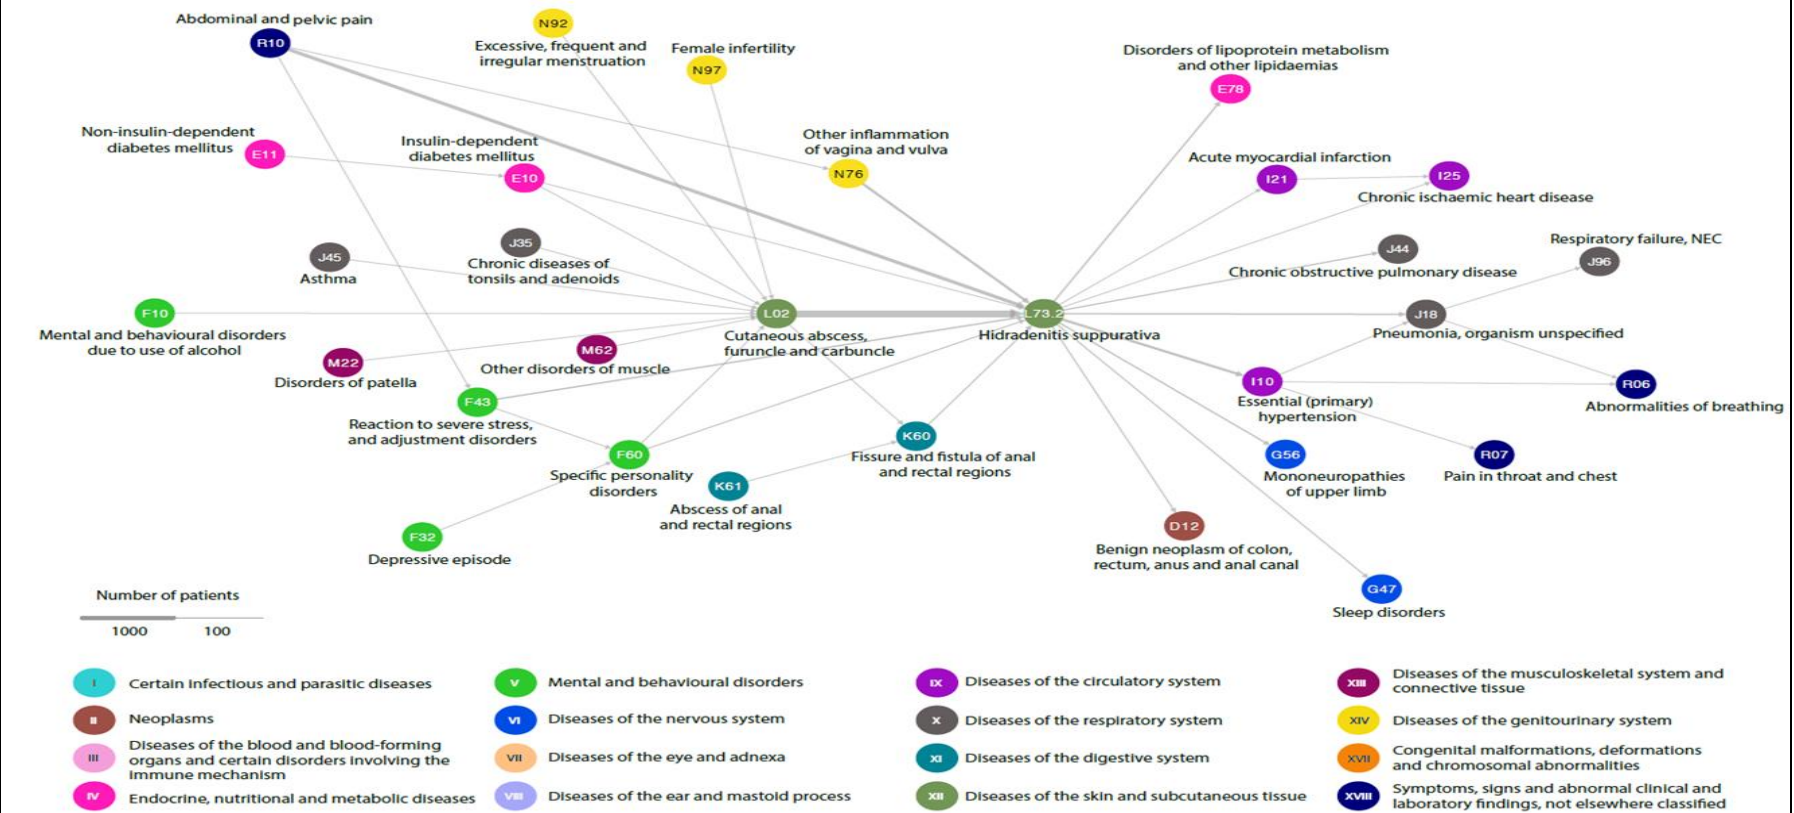 Abdominal and pelvic pain
R10
N92
Excessive, frequent and
irregular menstruation
Female infertility
N97
Disorders of lipoprotein metabolism
and other lipidaemias
E78
Non-insulin-dependent
diabetes mellitus
E11
Insulin-dependent
diabetes mellitus
E10
Other inflammation
of vagina and vulva
N76
Acute myocardial infarction
I21
I25
Chronic ischaemic heart disease
J45
Asthma
J35
Chronic diseases of
tonsils and adenoids
J44
Chronic obstructive pulmonary disease
Respiratory failure, NEC
J96
F10
Mental and behavioural disorders
due to use of alcohol
L02
Cutaneous abscess,
furuncle and carbuncle
L73.2
Hidradenitis suppurativa
J18
Pneumonia, organism unspecified
M22
Disorders of patella
M62
Other disorders of muscle
I10
Essential (primary)
hypertension
R06
Abnormalities of breathing
F43
Reaction to severe stress,
and adjustment disorders
F60
Specific personality
disorders
K60
Fissure and fistula of anal
and rectal regions
K61
Abscess of anal
and rectal regions
G56
Mononeuropathies
of upper limb
R07
Pain in throat and chest
F32
Depressive episode
D12
Benign neoplasm of colon,
rectum, anus and anal canal
G47
Sleep disorders
Number of patients
1000 100
I Certain infectious and parasitic diseases
II Neoplasms
III Diseases of the blood and blood-forming
organs and certain disorders involving the
immune mechanism
IV Endocrine, nutritional and metabolic diseases
V Mental and behavioural disorders
VI Diseases of the nervous system
VII Diseases of the eye and adnexa
VIII Diseases of the ear and mastoid process
IX Diseases of the circulatory system
X Diseases of the respiratory system
XI Diseases of the digestive system
XII Diseases of the skin and subcutaneous tissue
XIII Diseases of the musculoskeletal system and
connective tissue
XIV Diseases of the genitourinary system
XVII Congenital malformations, deformations
and chromosomal abnormalities
XVIII Symptoms, signs and abnormal clinical and
laboratory findings, not elsewhere classified